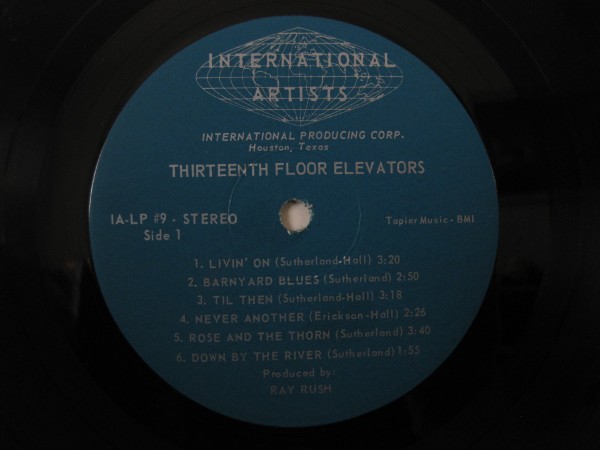 INTERNATIONAL
ARTISTS
INTERNATIONAL PRODUCING CORP.
Houston, Texas
THIRTEENTH FLOOR ELEVATORS
IA-LP #9 - STEREO
Side 1
Tapier Music - BMI
1. LIVIN' ON (Sutherland-Hall) 3:20
2. BARNYARD BLUES (Sutherland) 2:50
3. TIL THEN (Sutherland-Hall) 3:18
4. NEVER ANOTHER (Erickson-Hall) 2:26
5. ROSE AND THE THORN (Sutherland) 3:40
6. DOWN BY THE RIVER (Sutherland) 1:55
Produced by:
RAY RUSH